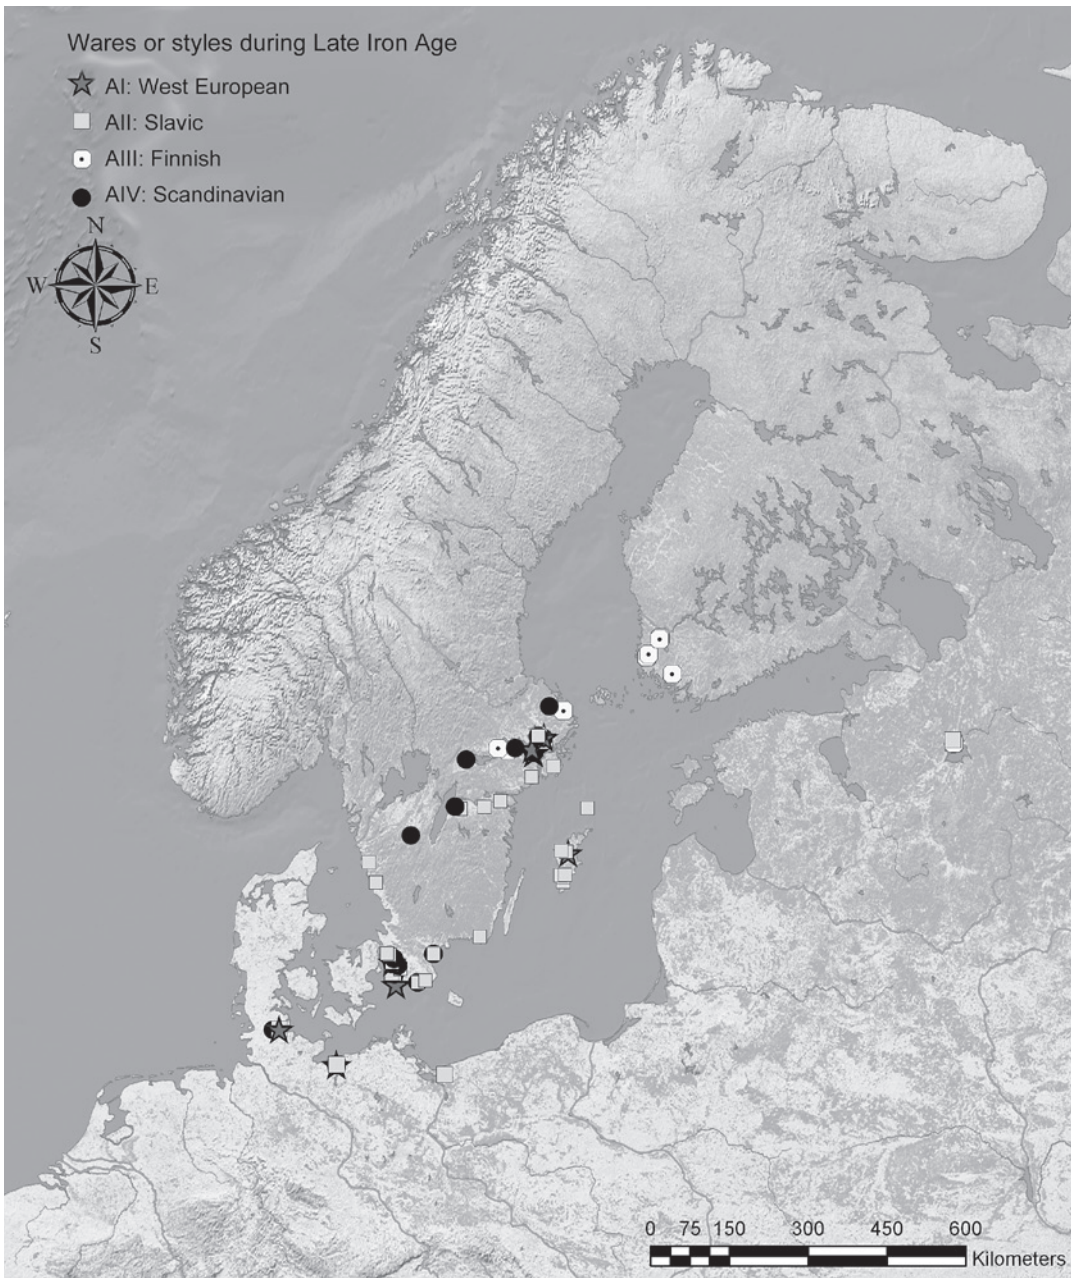 Wares or styles during Late Iron Age
AI: West European
AII: Slavic
AIII: Finnish
AIV: Scandinavian
N
W E
S
0 75 150 300 450 600
Kilometers